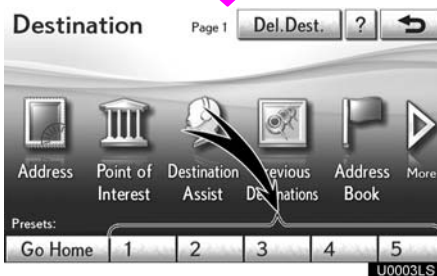 Destination Page 1 Del.Dest. ?
Address Point of Interest Destination Assist Address Book More
Presets:
Go Home 1 2 3 4 5
U0003LS